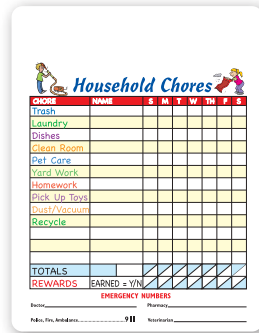 Household Chores
CHORE NAME S M T W TH F S
Trash
Laundry
Dishes
Clean Room
Pet Care
Yard Work
Homework
Pick Up Toys
Dust/Vacuum
Recycle
TOTALS
REWARDS EARNED = Y/N
EMERGENCY NUMBERS
Doctor Pharmacy
Police, Fire, Ambulance 911 Veterinarian